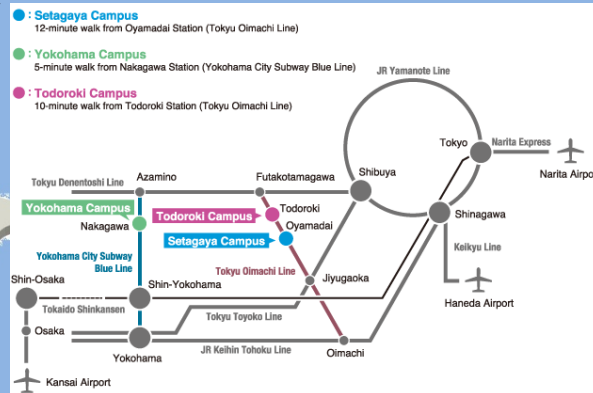 : Setagaya Campus
12-minute walk from Oyamadai Station (Tokyu Oimachi Line)
: Yokohama Campus
5-minute walk from Nakagawa Station (Yokohama City Subway Blue Line)
: Todoroki Campus
10-minute walk from Todoroki Station (Tokyu Oimachi Line)
JR Yamanote Line
Tokyo
Narita Express
Narita Airpo
Tokyu Denentoshi Line
Azamino
Futakotamagawa
Shibuya
Yokohama Campus
Todoroki Campus
Todoroki
Shinagawa
Nakagawa
Oyamadai
Setagaya Campus
Keikyu Line
Yokohama City Subway
Blue Line
Tokyu Oimachi Line
Jiyugaoka
Shin-Osaka
Shin-Yokohama
Haneda Airport
Tokaido Shinkansen
Tokyu Toyoko Line
Osaka
Yokohama
JR Keihin Tohoku Line
Oimachi
Kansai Airport